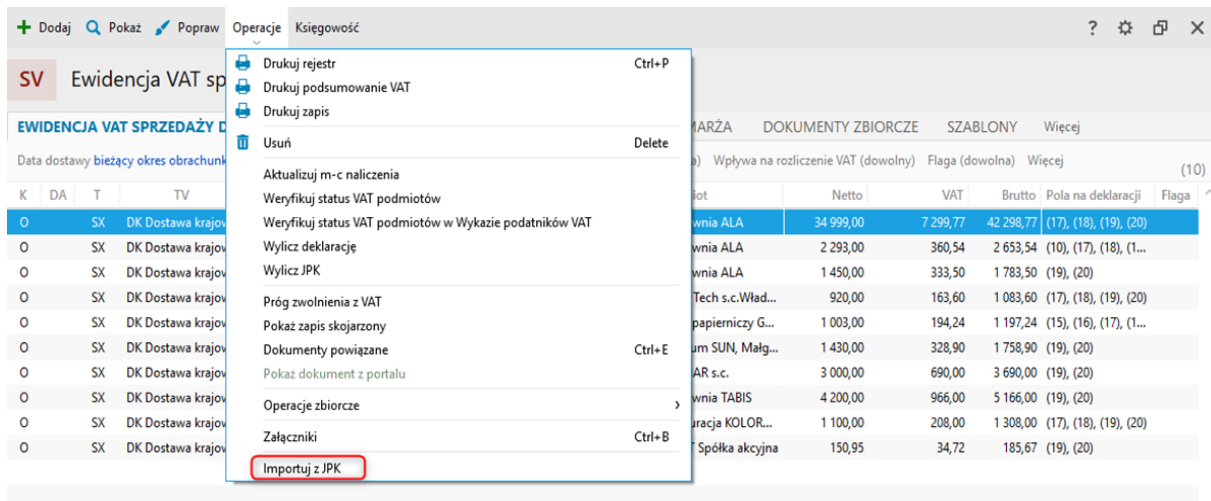 Dodaj Pokaż Popraw Operacje Księgowość ?
SV Ewidencja VAT sp
EWIDENCJA VAT SPRZEDAŻY DOKUMENTY ZBIORCZE SZABLONY Więcej
Data dostawy bieżący okres obrachunk Wpływa na rozliczenie VAT (dowolny) Flaga (dowolna) Więcej (10)
K DA T TV Netto VAT Brutto Pola na deklaracji Flaga
O SX DK Dostawa krajow wnia ALA 34 999,00 7 299,77 42 298,77 (17), (18), (19), (20)
O SX DK Dostawa krajow wnia ALA 2 293,00 360,54 2 653,54 (10), (17), (18), (1...
O SX DK Dostawa krajow wnia ALA 1 450,00 333,50 1 783,50 (19), (20)
O SX DK Dostawa krajow Tech s.c.Wład... 920,00 163,60 1 083,60 (17), (18), (19), (20)
O SX DK Dostawa krajow papierniczy G... 1 003,00 194,24 1 197,24 (15), (16), (17), (1...
O SX DK Dostawa krajow um SUN, Małg... 1 430,00 328,90 1 758,90 (19), (20)
O SX DK Dostawa krajow AR s.c. 3 000,00 690,00 3 690,00 (19), (20)
O SX DK Dostawa krajow wnia TABIS 4 200,00 966,00 5 166,00 (19), (20)
O SX DK Dostawa krajow uracja KOLOR... 1 100,00 208,00 1 308,00 (17), (18), (19), (20)
O SX DK Dostawa krajow Spółka akcyjna 150,95 34,72 185,67 (19), (20)
Drukuj rejestr Ctrl+P
Drukuj podsumowanie VAT
Drukuj zapis
Usuń Delete
Aktualizuj m-c naliczenia
Weryfikuj status VAT podmiotów
Weryfikuj status VAT podmiotów w Wykazie podatników VAT
Wylicz deklarację
Wylicz JPK
Próg zwolnienia z VAT
Pokaż zapis skojarzony
Dokumenty powiązane Ctrl+E
Pokaż dokument z portalu
Operacje zbiorcze
Załączniki Ctrl+B
Importuj z JPK